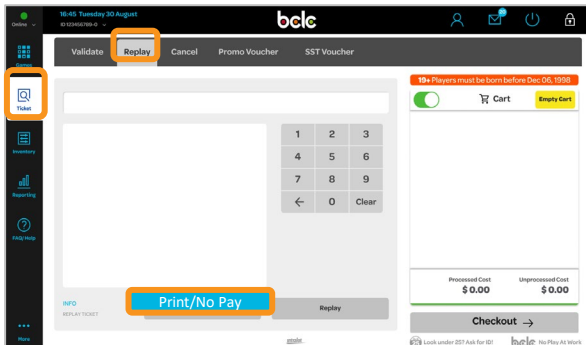 Online
16:45 Tuesday 30 August
ID 123456789-0
bclc
20
Games
Ticket
Inventory
Reporting
FAQ/Help
More
Validate Replay Cancel Promo Voucher SST Voucher
1 2 3
4 5 6
7 8 9
← 0 Clear
INFO
REPLAY TICKET
Print/No Pay
Replay
19+ Players must be born before Dec 06, 1998
Cart
Empty Cart
Processed Cost Unprocessed Cost
$0.00 $0.00
Checkout →
Look under 25? Ask for ID! bclc No Play At Work